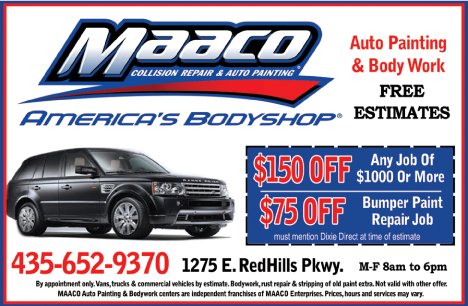 Maaco
COLLISION REPAIR & AUTO PAINTING
AMERICA'S BODYSHOP®
Auto Painting
& Body Work
FREE
ESTIMATES
$150 OFF Any Job Of $1000 Or More
$75 OFF Bumper Paint Repair Job
must mention Dixie Direct at time of estimate
RANGE ROVER
435-652-9370 1275 E. RedHills Pkwy. M-F 8am to 6pm
By appointment only. Vans, trucks & commercial vehicles by estimate. Bodywork, rust repair & stripping of old paint extra. Not valid with other offer.
MAACO Auto Painting & Bodywork centers are independent franchises of MAACO Enterprises. Prices, hours and services may vary.